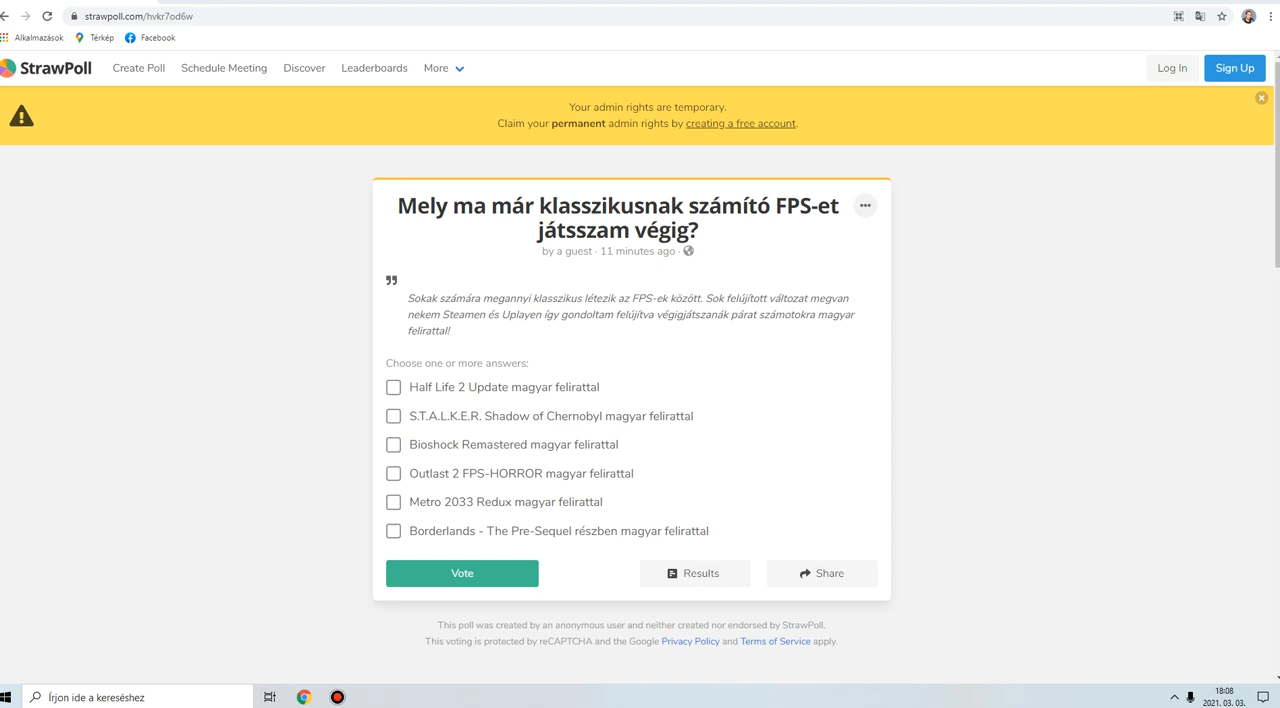 strawpoll.com/hvkr7od6w
Alkalmazások Térkép Facebook
StrawPoll Create Poll Schedule Meeting Discover Leaderboards More Log In Sign Up
Your admin rights are temporary.
Claim your permanent admin rights by creating a free account.
Mely ma már klasszikusnak számító FPS-et
játsszam végig?
by a guest · 11 minutes ago ·
Sokak számára megannyi klasszikus létezik az FPS-ek között. Sok felújított változat megvan
nekem Steamen és Uplayen így gondoltam felújítva végigjátszanák párat számotokra magyar
felirattal!
Choose one or more answers:
Half Life 2 Update magyar felirattal
S.T.A.L.K.E.R. Shadow of Chernobyl magyar felirattal
Bioshock Remastered magyar felirattal
Outlast 2 FPS-HORROR magyar felirattal
Metro 2033 Redux magyar felirattal
Borderlands - The Pre-Sequel részben magyar felirattal
Vote Results Share
This poll was created by an anonymous user and neither created nor endorsed by StrawPoll.
This voting is protected by reCAPTCHA and the Google Privacy Policy and Terms of Service apply.
Írjon ide a kereséshez
18:08
2021. 03. 03.